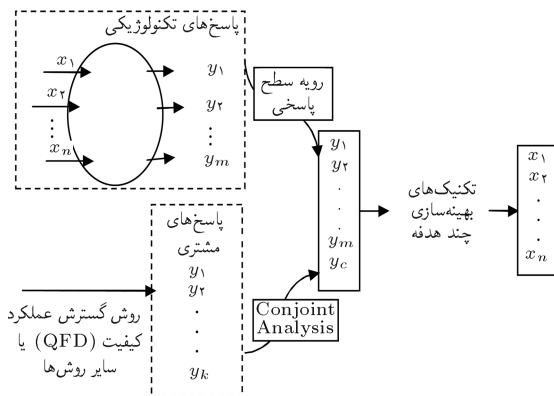 پاسخ‌های تکنولوژیکی
x۱
x۲
⋮
xn
y۱
y۲
⋮
ym
رویه سطح
پاسخی
پاسخ‌های
مشتری
y۱
y۲
.
.
.
yk
روش گسترش عملکرد
کیفیت (QFD) یا
سایر روش‌ها
Conjoint
Analysis
y۱
y۲
.
.
.
ym
yc
تکنیک‌های
بهینه‌سازی
چند هدفه
x۱
x۲
.
.
.
xn